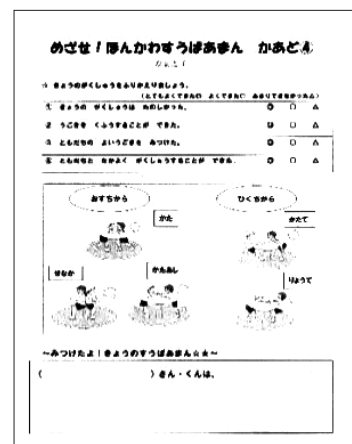 めざせ！ほんかわすうぱあまん かあど④
なまえ（
☆ きょうのがくしゅうをふりかえりましょう。
（とてもよくできた◎ よくできた○ あまりできなかった△）
① きょうの がくしゅうは たのしかった。 ◎ ○ △
② うごきを くふうすることが できた。 ◎ ○ △
③ ともだちの よいうごきを みつけた。 ◎ ○ △
④ ともだちと なかよく がくしゅうすることが できた。 ◎ ○ △
おすちから
ひくちから
かた
かたて
せなか
かたあし
りょうて
～みつけたよ！きょうのすうぱあまん☆★～
（ ）さん・くんは、